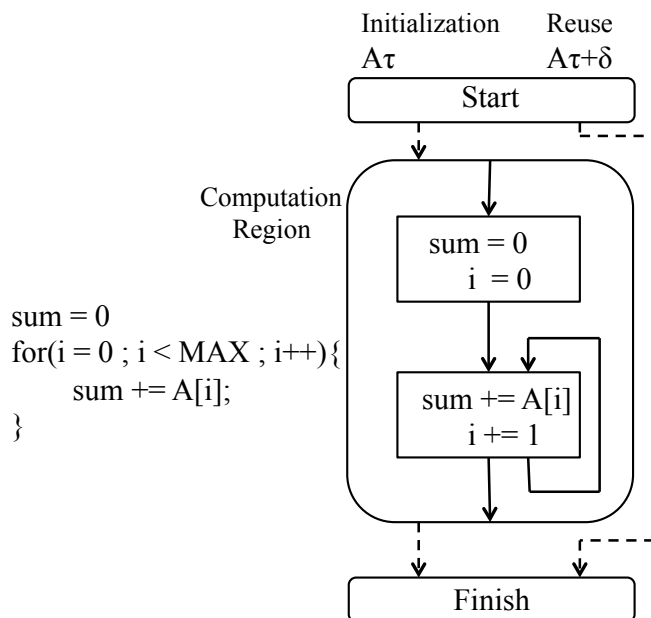 Initialization Reuse
Aτ Aτ+δ
Start
Computation
Region
sum = 0
i = 0
sum = 0
for(i = 0 ; i < MAX ; i++){
sum += A[i];
}
sum += A[i]
i += 1
Finish